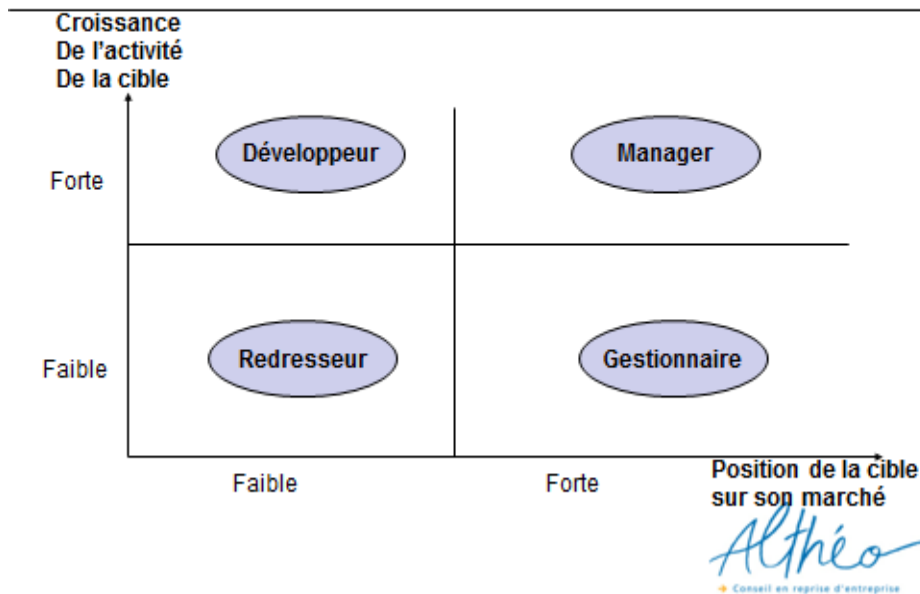 Croissance
De l'activité
De la cible
Développeur
Manager
Forte
Redresseur
Gestionnaire
Faible
Faible
Forte
Position de la cible
sur son marché
Althéo
Conseil en reprise d'entreprise